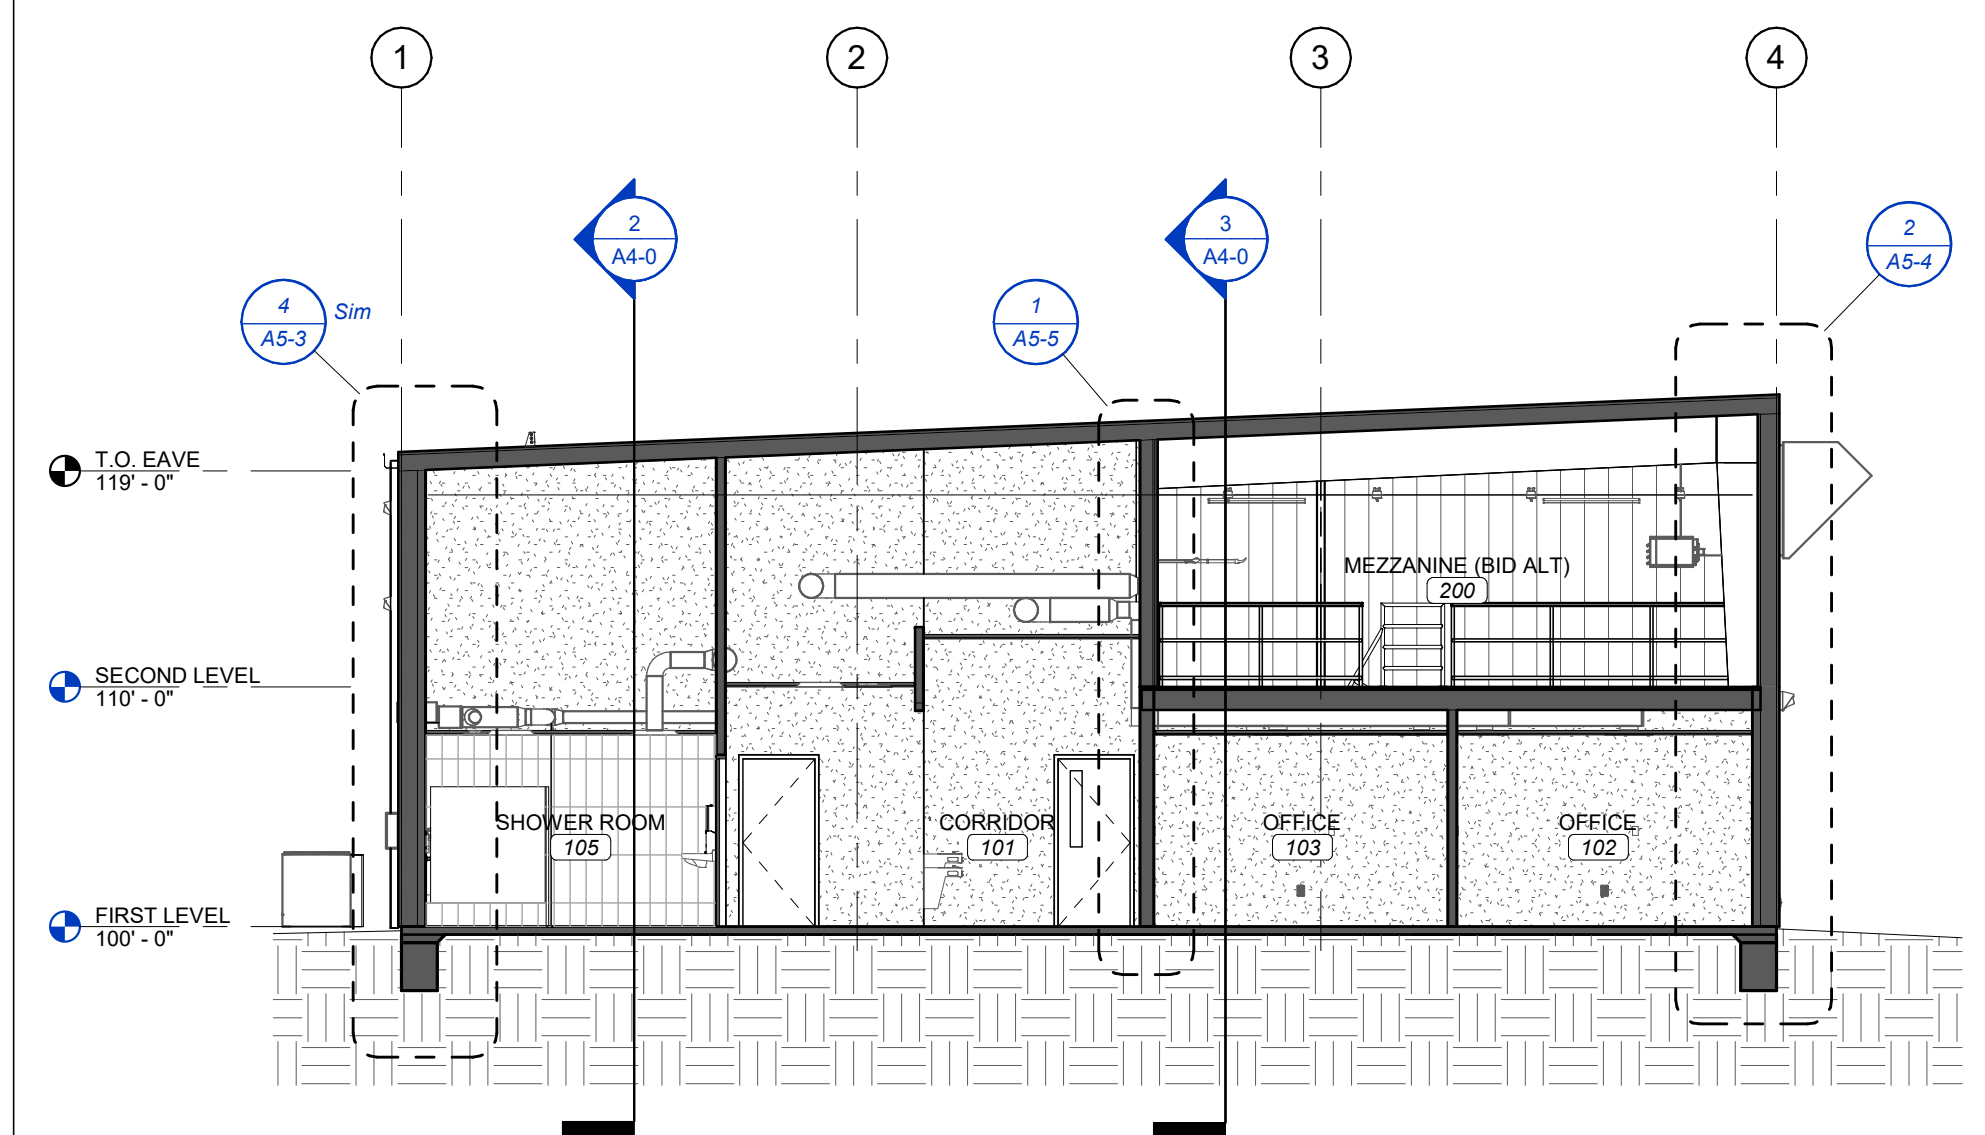 1
2
3
4
2
A4-0
3
A4-0
2
A5-4
4
A5-3
Sim
1
A5-5
T.O. EAVE
119' - 0"
MEZZANINE (BID ALT)
200
SECOND LEVEL
110' - 0"
SHOWER ROOM
105
CORRIDOR
101
OFFICE
103
OFFICE
102
FIRST LEVEL
100' - 0"